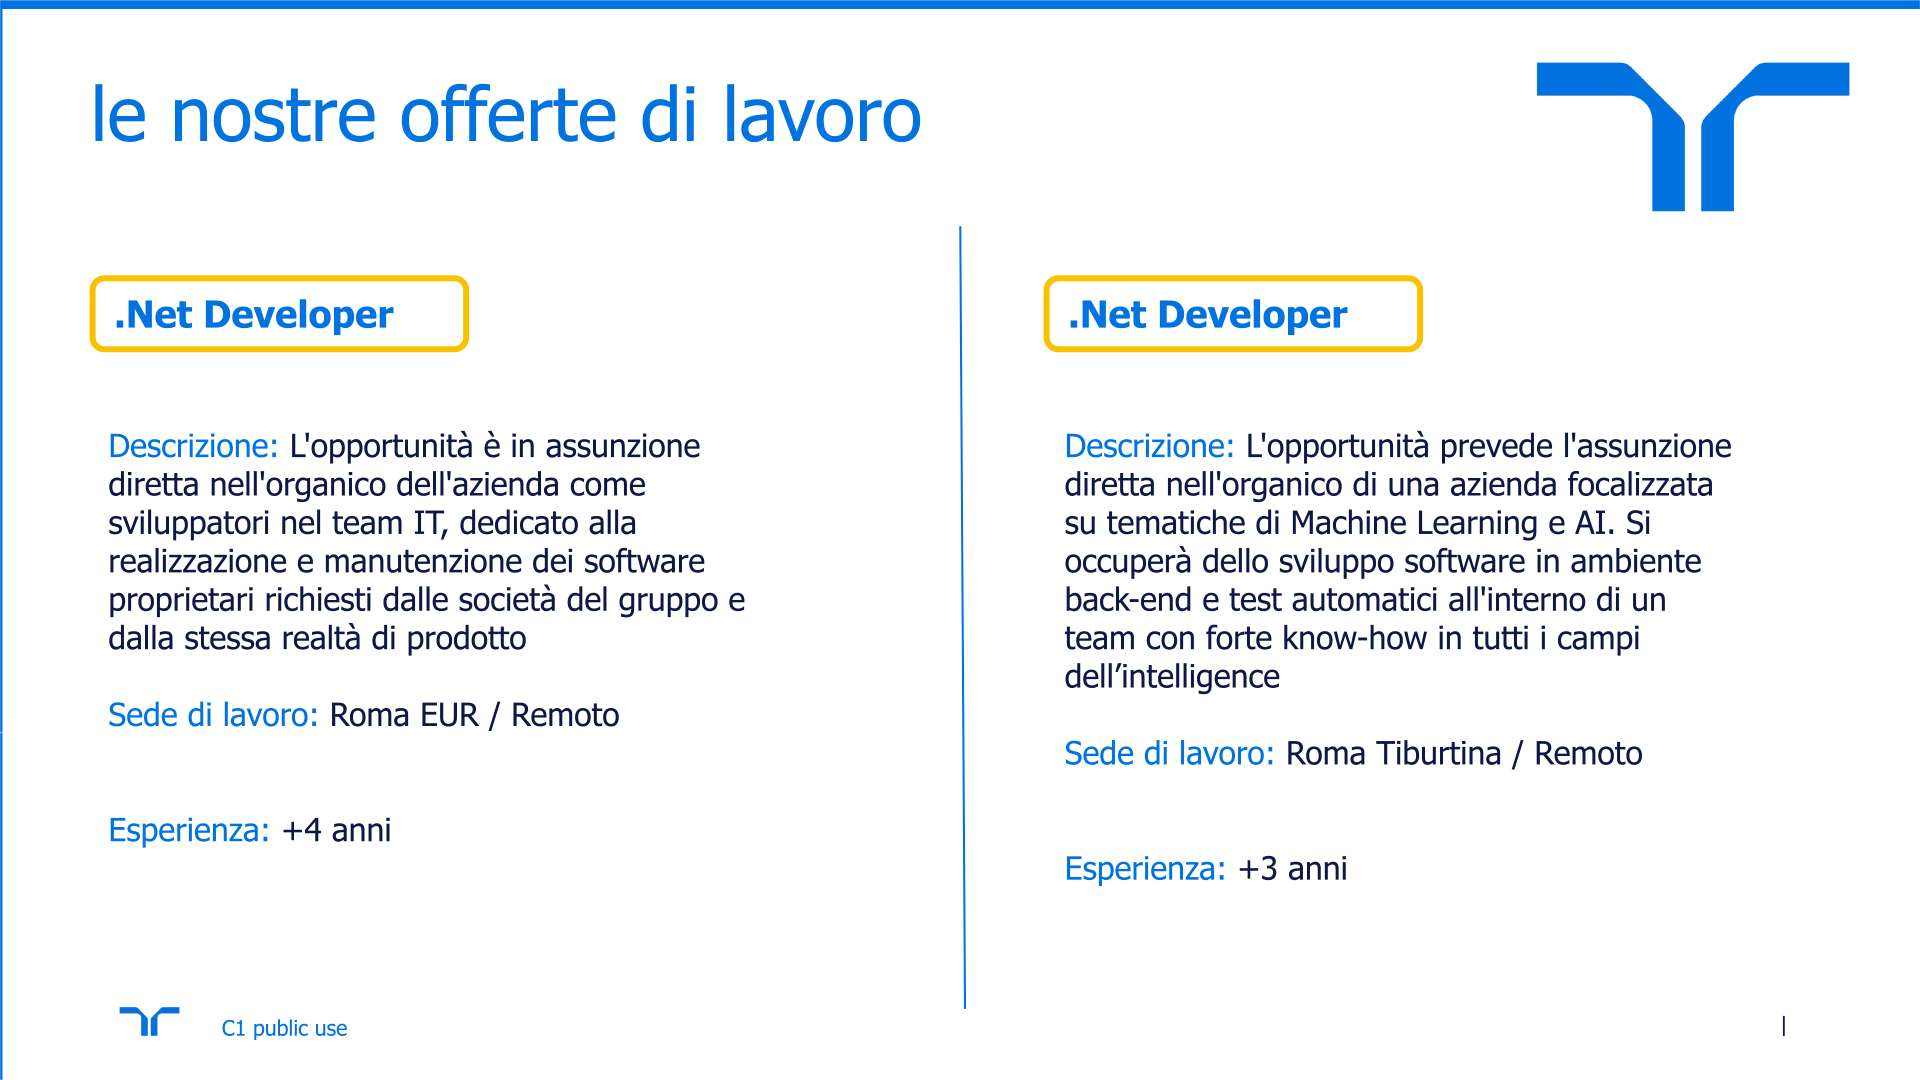 le nostre offerte di lavoro
.Net Developer
Descrizione: L'opportunità è in assunzione
diretta nell'organico dell'azienda come
sviluppatori nel team IT, dedicato alla
realizzazione e manutenzione dei software
proprietari richiesti dalle società del gruppo e
dalla stessa realtà di prodotto
Sede di lavoro: Roma EUR / Remoto
Esperienza: +4 anni
.Net Developer
Descrizione: L'opportunità prevede l'assunzione
diretta nell'organico di una azienda focalizzata
su tematiche di Machine Learning e AI. Si
occuperà dello sviluppo software in ambiente
back-end e test automatici all'interno di un
team con forte know-how in tutti i campi
dell’intelligence
Sede di lavoro: Roma Tiburtina / Remoto
Esperienza: +3 anni
C1 public use
|